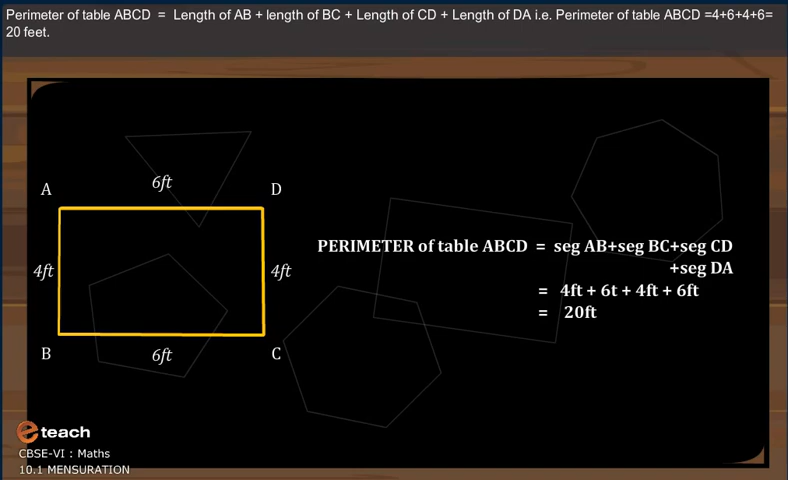 Perimeter of table ABCD = Length of AB + length of BC + Length of CD + Length of DA i.e. Perimeter of table ABCD =4+6+4+6=
20 feet.
6ft
A
D
4ft
4ft
B
6ft
C
PERIMETER of table ABCD = seg AB+seg BC+seg CD
+seg DA
= 4ft + 6t + 4ft + 6ft
= 20ft
e teach
CBSE-VI : Maths
10.1 MENSURATION